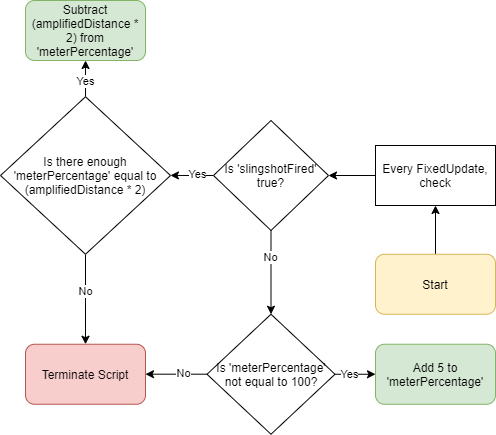 Subtract
(amplifiedDistance *
2) from
'meterPercentage'
Yes
Is there enough
'meterPercentage' equal to
(amplifiedDistance * 2)
Yes
Is 'slingshotFired'
true?
Every FixedUpdate,
check
Start
No
No
Terminate Script
No
Is 'meterPercentage'
not equal to 100?
Yes
Add 5 to
'meterPercentage'